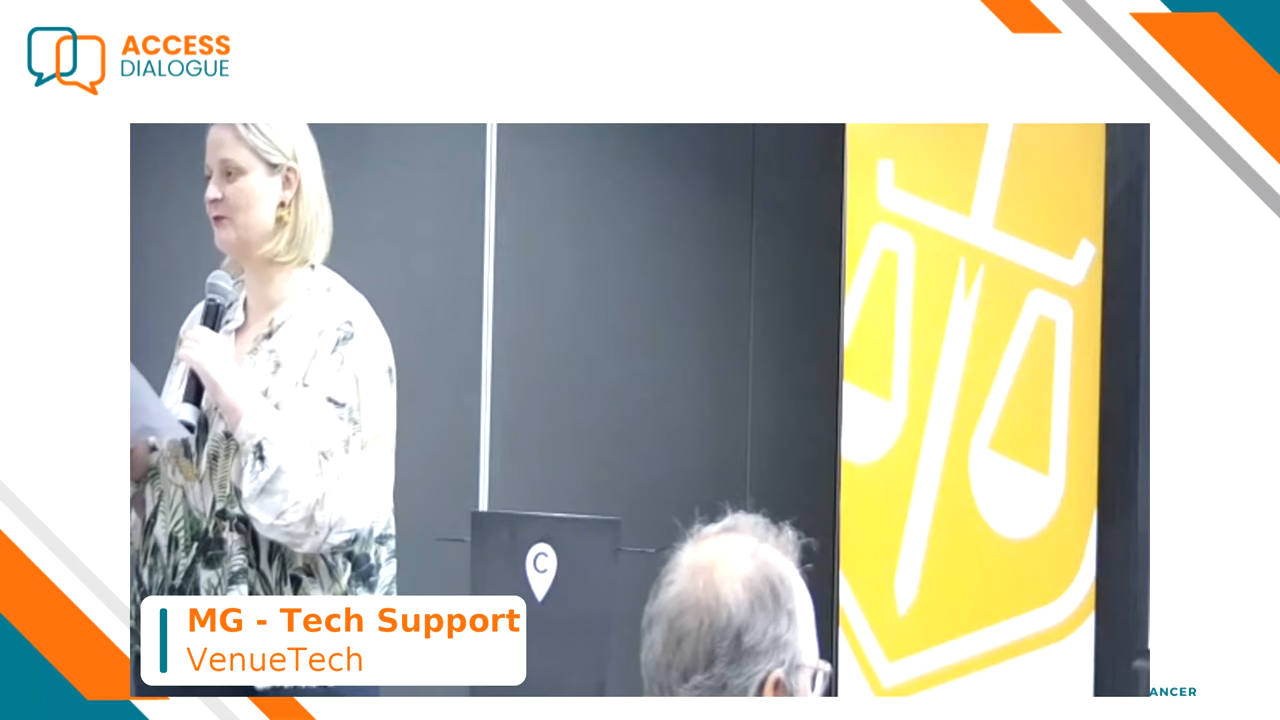 ACCESS
DIALOGUE
C
MG - Tech Support
VenueTech
ANCER